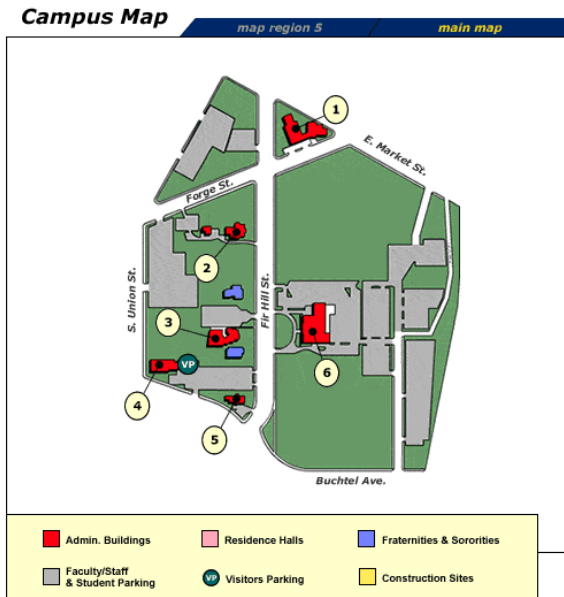 Campus Map
map region 5
main map
1
E. Market St.
Forge St.
2
S. Union St.
Fir Hill St.
3
VP
6
4
5
Buchtel Ave.
Admin. Buildings
Residence Halls
Fraternities & Sororities
Faculty/Staff
& Student Parking
VP
Visitors Parking
Construction Sites